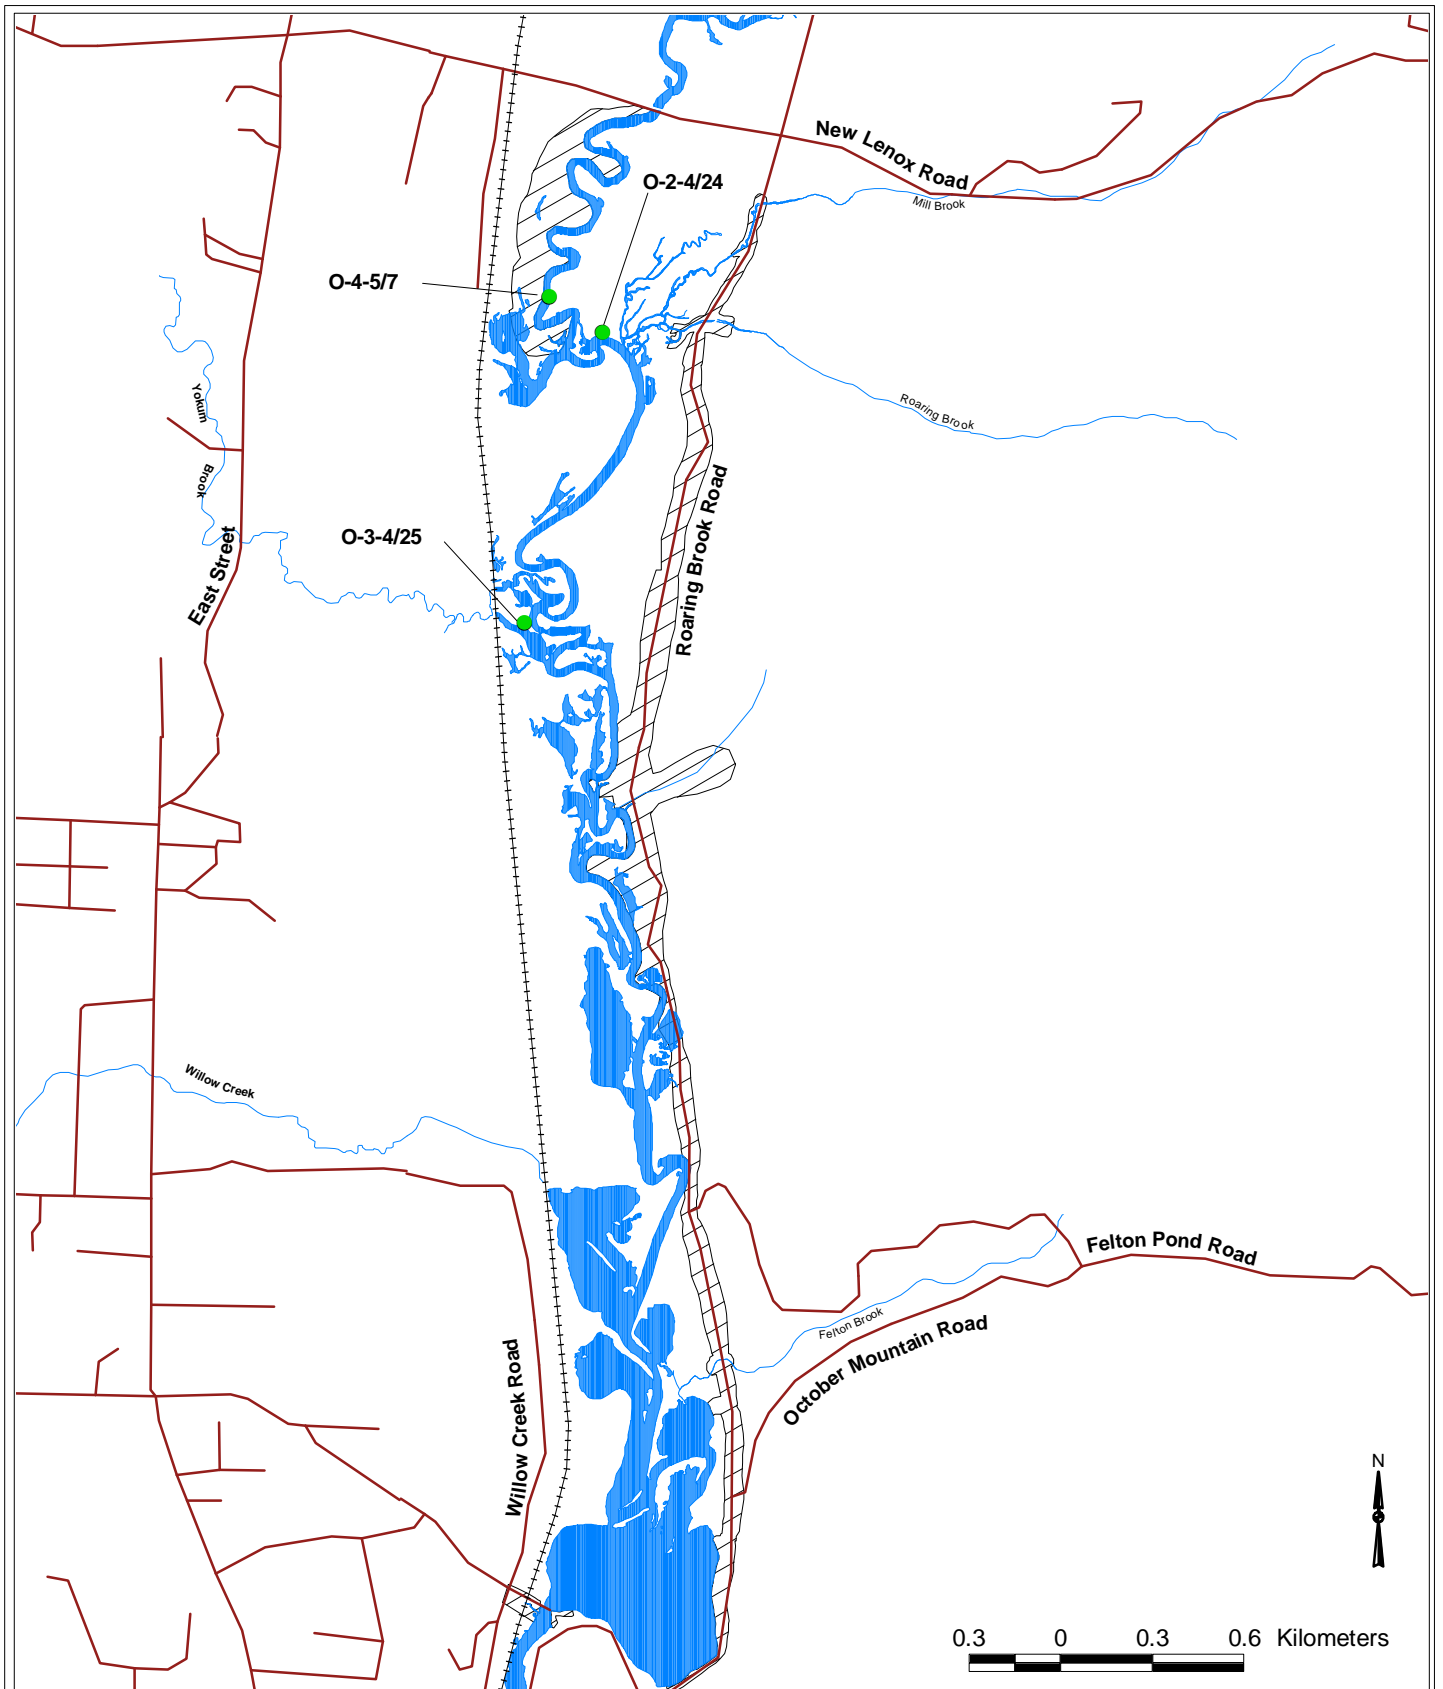 New Lenox Road
Mill Brook
O-2-4/24
O-4-5/7
Yokum
Brook
Roaring Brook
Roaring Brook Road
O-3-4/25
East Street
Willow Creek
Felton Pond Road
Felton Brook
October Mountain Road
Willow Creek Road
N
0.3 0 0.3 0.6 Kilometers